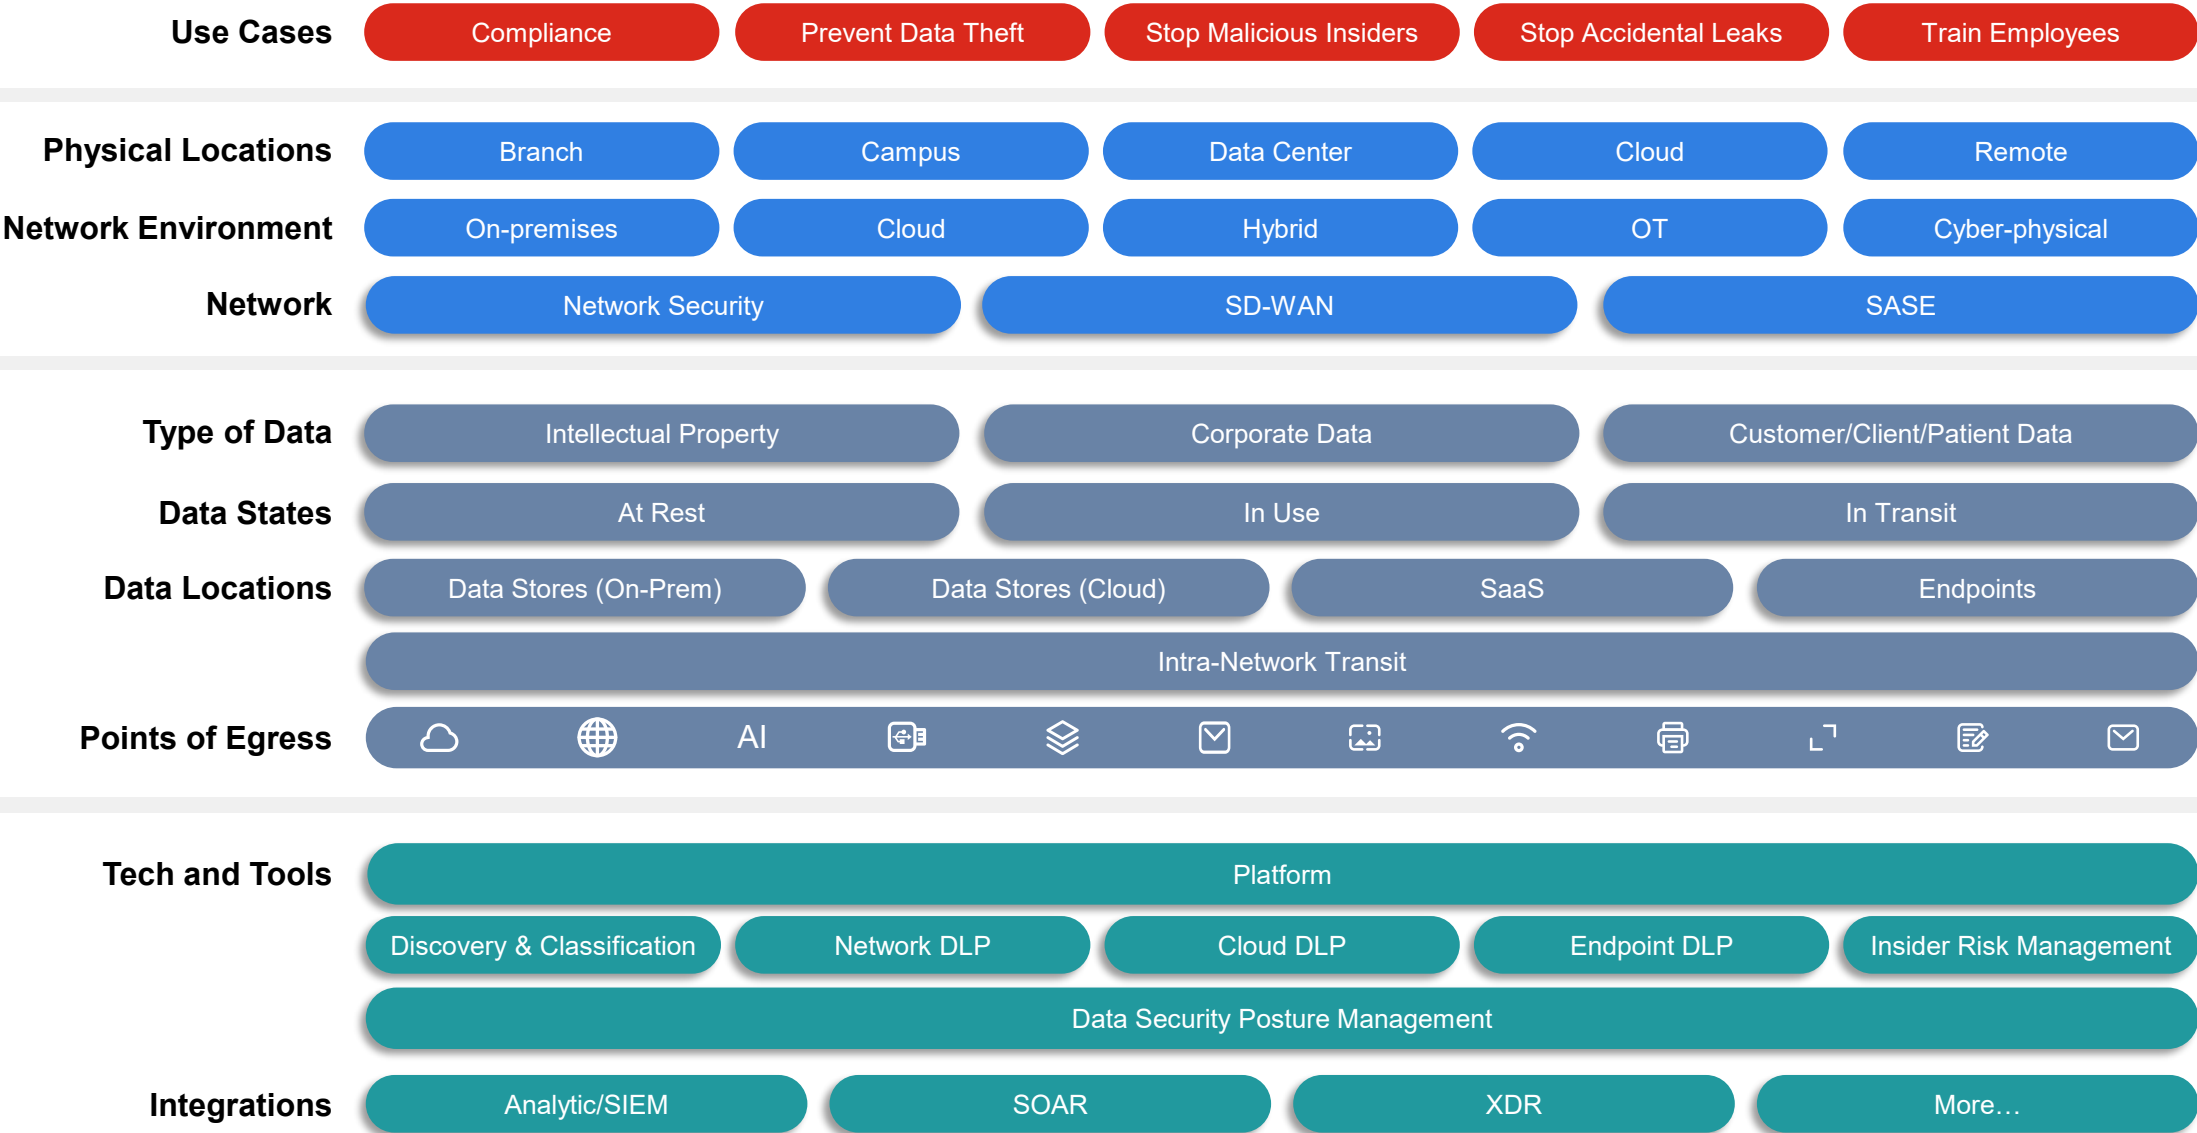 Use Cases Compliance Prevent Data Theft Stop Malicious Insiders Stop Accidental Leaks Train Employees
Physical Locations Branch Campus Data Center Cloud Remote
Network Environment On-premises Cloud Hybrid OT Cyber-physical
Network Network Security SD-WAN SASE
Type of Data Intellectual Property Corporate Data Customer/Client/Patient Data
Data States At Rest In Use In Transit
Data Locations Data Stores (On-Prem) Data Stores (Cloud) SaaS Endpoints
Intra-Network Transit
Points of Egress AI
Tech and Tools Platform
Discovery & Classification Network DLP Cloud DLP Endpoint DLP Insider Risk Management
Data Security Posture Management
Integrations Analytic/SIEM SOAR XDR More…